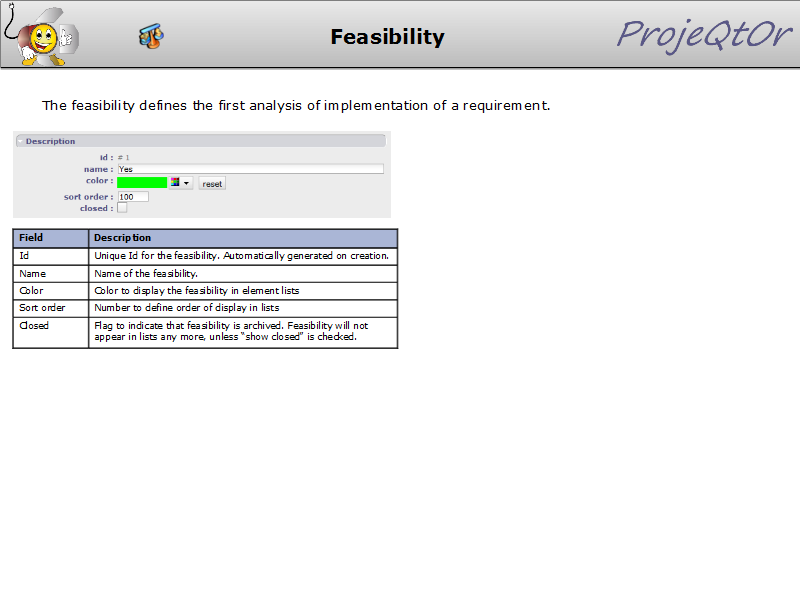 Feasibility
ProjeQtOr
The feasibility defines the first analysis of implementation of a requirement.
Description
id : # 1
name : Yes
color : reset
sort order : 100
closed :
Field Description
Id Unique Id for the feasibility. Automatically generated on creation.
Name Name of the feasibility.
Color Color to display the feasibility in element lists
Sort order Number to define order of display in lists
Closed Flag to indicate that feasibility is archived. Feasibility will not
appear in lists any more, unless “show closed” is checked.